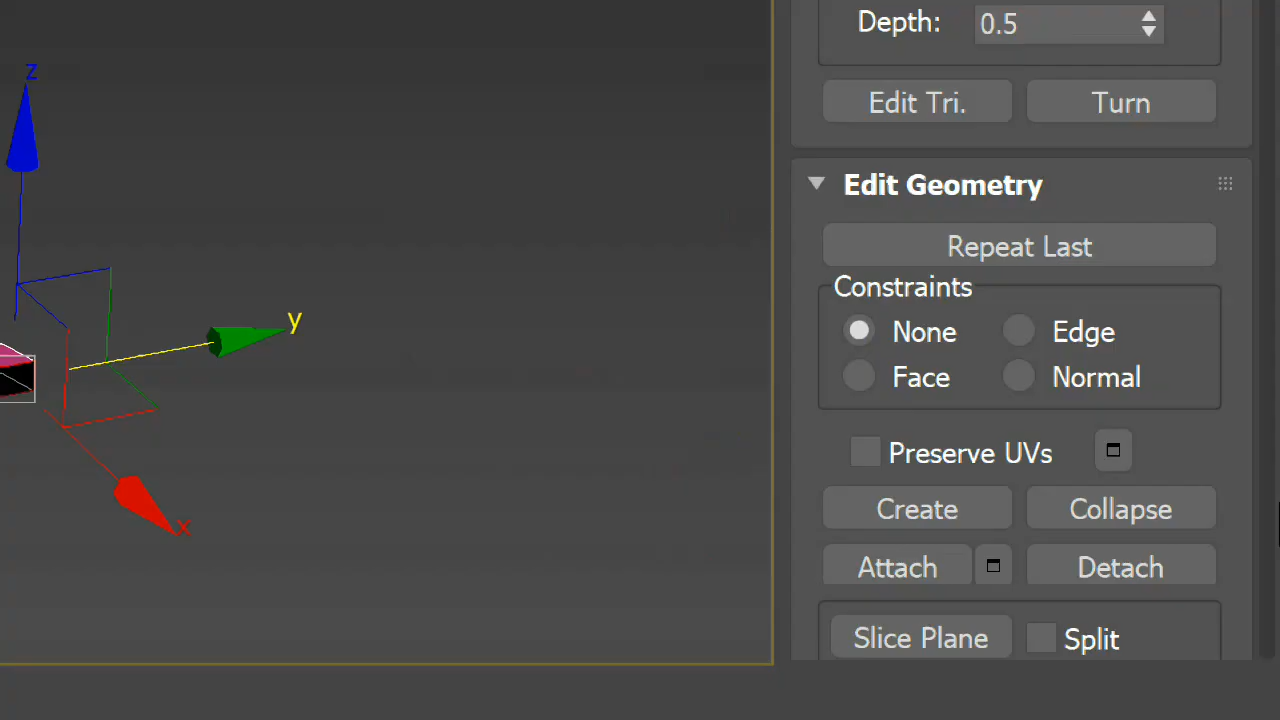 Depth: 0.5
Edit Tri. Turn
Edit Geometry
Repeat Last
Constraints
None Edge
Face Normal
Preserve UVs
Create Collapse
Attach Detach
Slice Plane Split
z
y
x